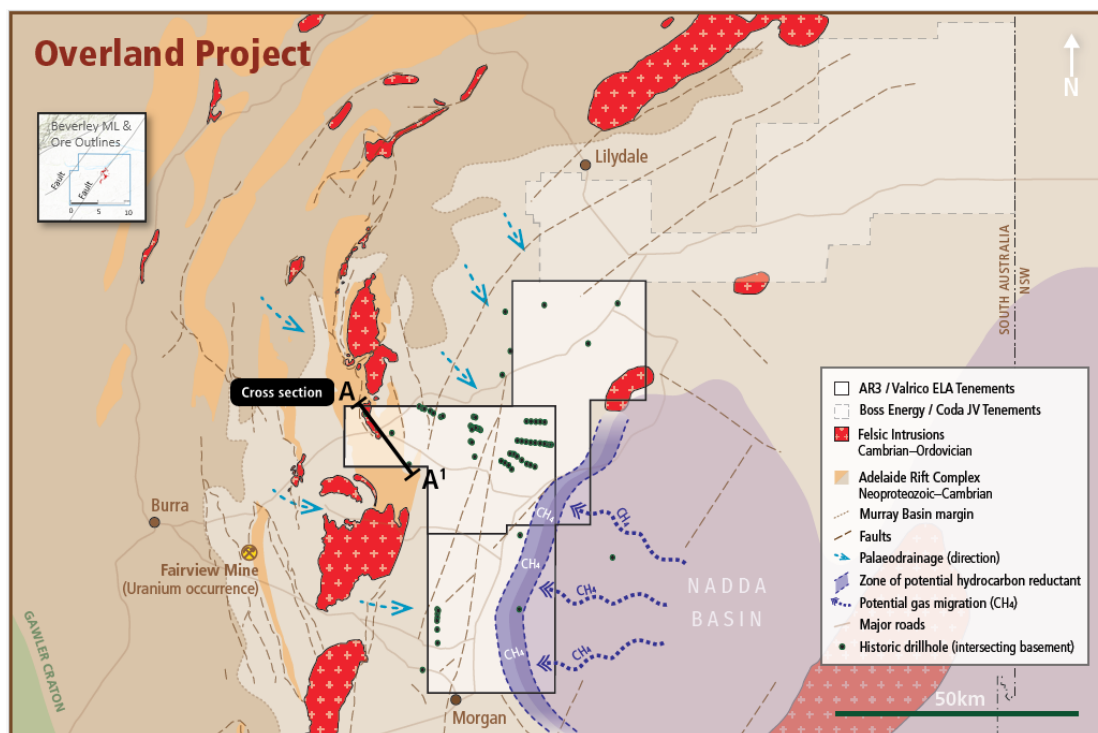 Overland Project
N
Beverley ML &
Ore Outlines
Fault
Fault
0 5 10
Lilydale
SOUTH AUSTRALIA
NSW
Cross section
A
A¹
Burra
Fairview Mine
(Uranium occurrence)
GAWLER CRATON
Morgan
CH₄
CH₄
CH₄
CH₄
CH₄
CH₄
NADDA
BASIN
AR3 / Valrico ELA Tenements
Boss Energy / Coda JV Tenements
Felsic Intrusions
Cambrian–Ordovician
Adelaide Rift Complex
Neoproteozoic–Cambrian
Murray Basin margin
Faults
Palaeodrainage (direction)
Zone of potential hydrocarbon reductant
Potential gas migration (CH₄)
Major roads
Historic drillhole (intersecting basement)
50km